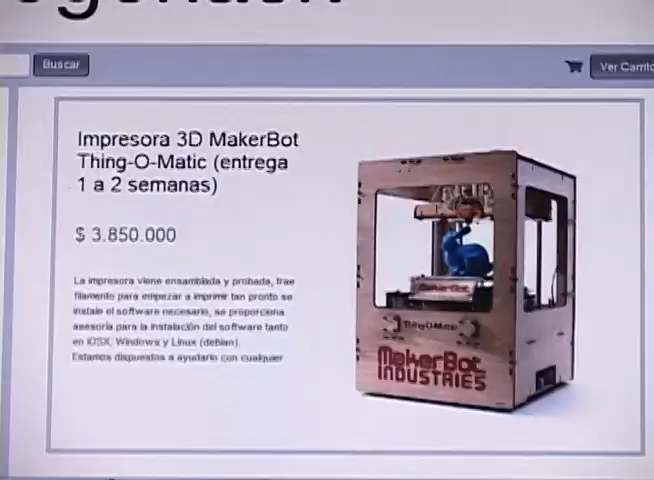 Buscar
Ver Carrito
Impresora 3D MakerBot
Thing-O-Matic (entrega
1 a 2 semanas)
$ 3.850.000
La impresora viene ensamblada y probada, trae
filamento para empezar a imprimir tan pronto se
instale el software necesario, se proporciona
asesoría para la instalación del software tanto
en iOSX, Windows y Linux (debian).
Estamos dispuestos a ayudarlo con cualquier
MakerBot
Thing-O-Matic
MakerBot
INDUSTRIES